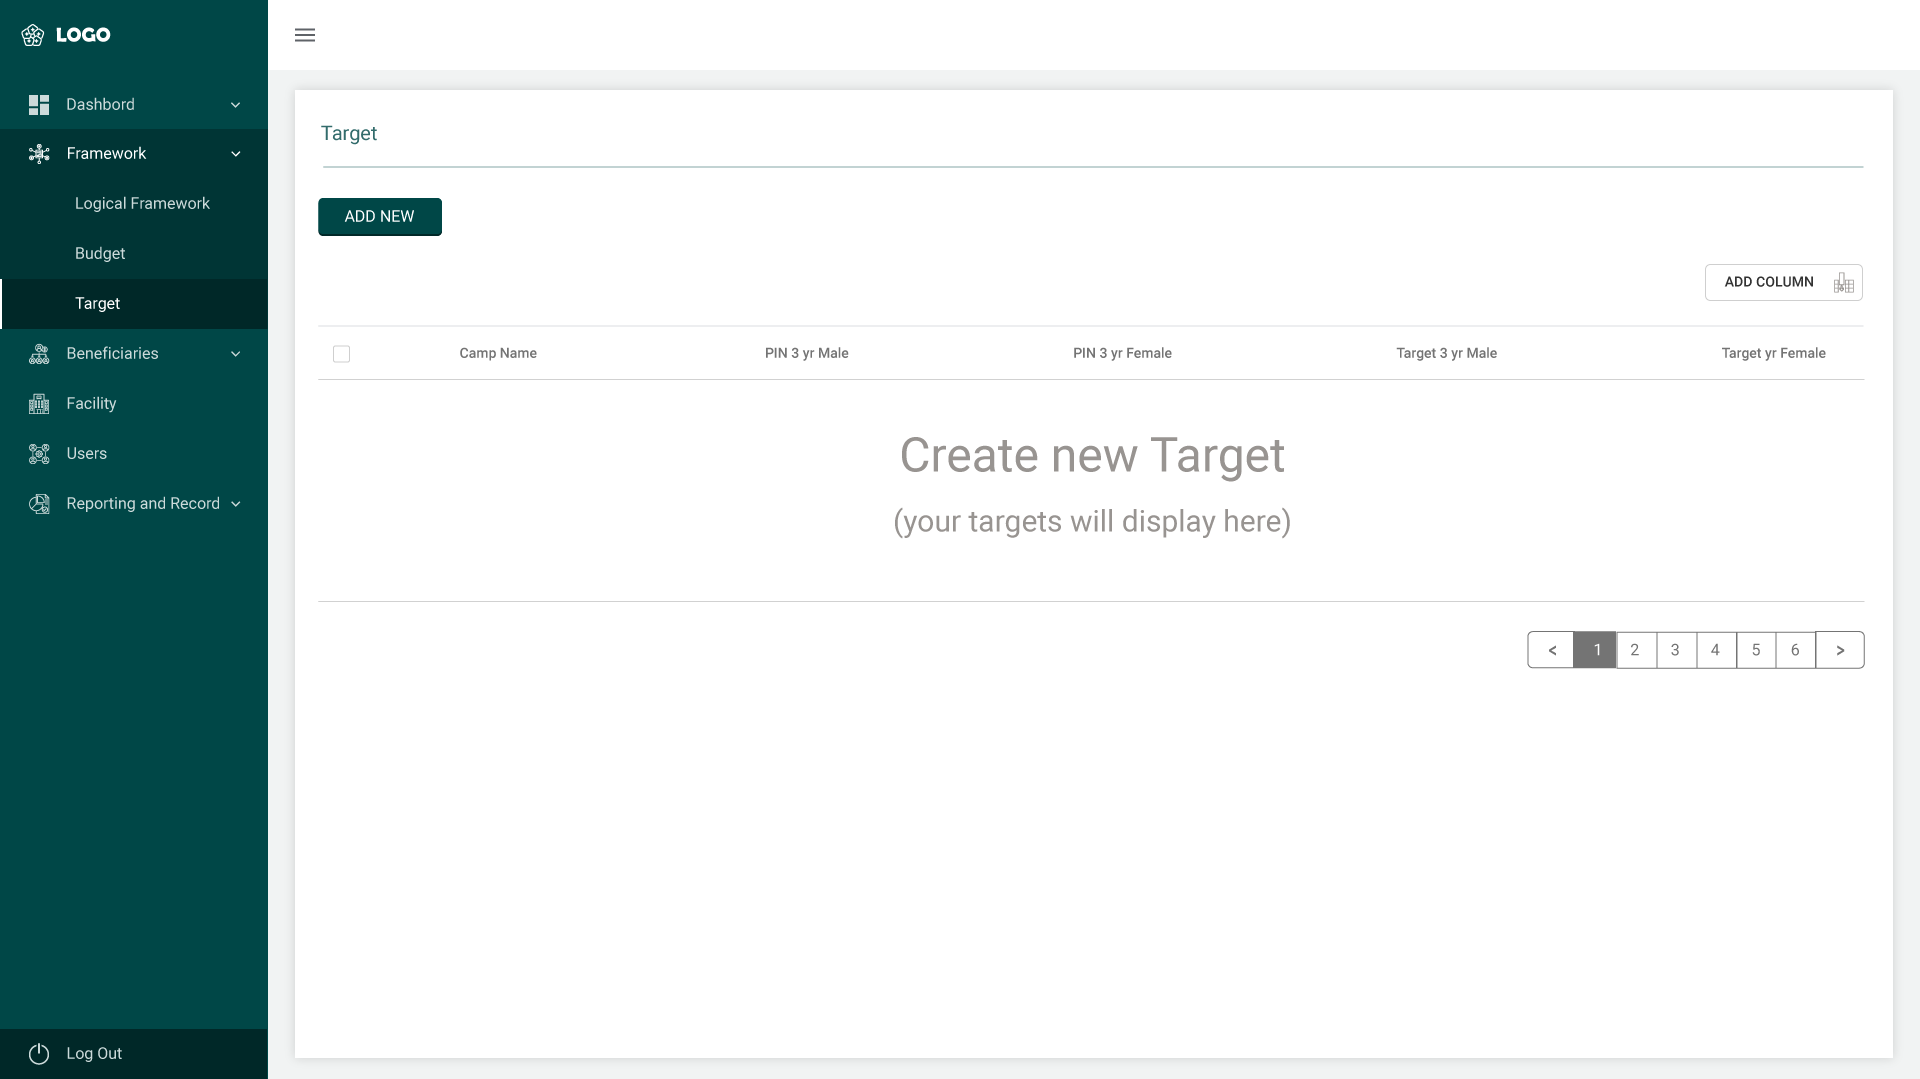 LOGO
Dashbord
Framework
Logical Framework
Budget
Target
Beneficiaries
Facility
Users
Reporting and Record
Log Out
Target
ADD NEW
ADD COLUMN
Camp Name PIN 3 yr Male PIN 3 yr Female Target 3 yr Male Target yr Female
Create new Target
(your targets will display here)
< 1 2 3 4 5 6 >